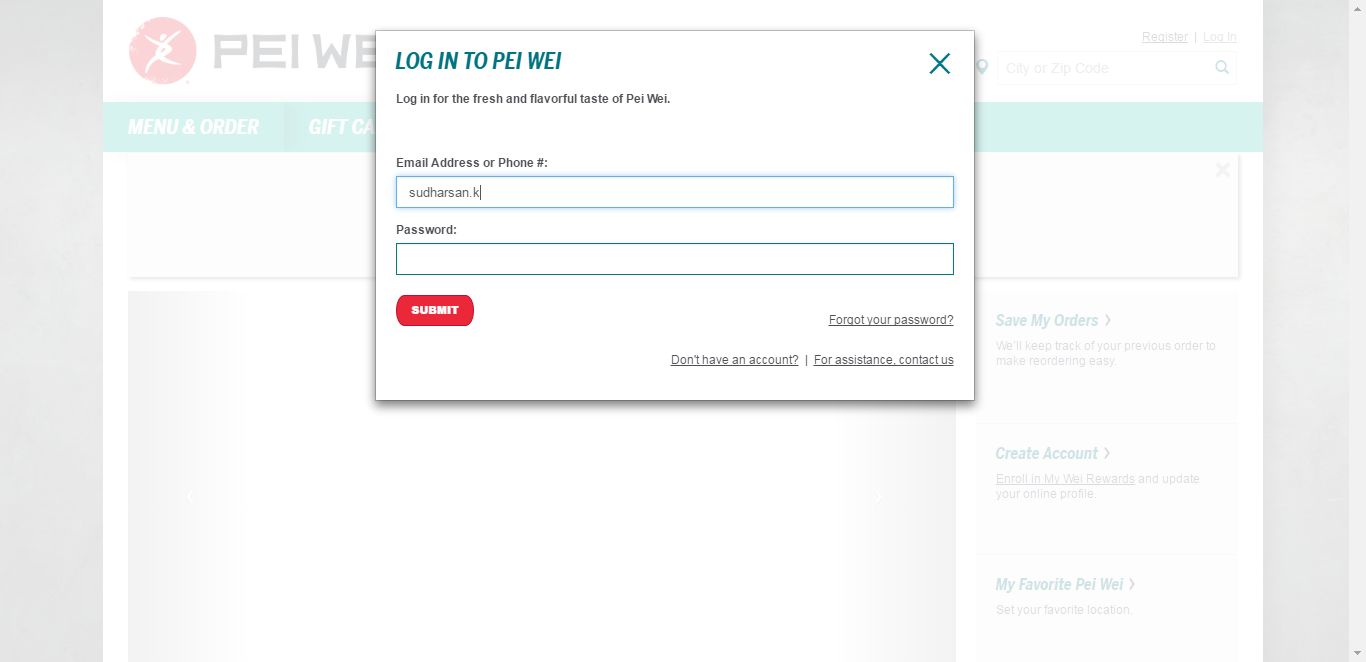 PEI WE
Register | Log In
City or Zip Code
MENU & ORDER
GIFT CA
LOG IN TO PEI WEI
Log in for the fresh and flavorful taste of Pei Wei.
Email Address or Phone #:
sudharsan.k
Password:
SUBMIT
Forgot your password?
Don't have an account? | For assistance, contact us
Save My Orders
We'll keep track of your previous order to
make reordering easy.
Create Account
Enroll in My Wei Rewards and update
your online profile.
My Favorite Pei Wei
Set your favorite location.